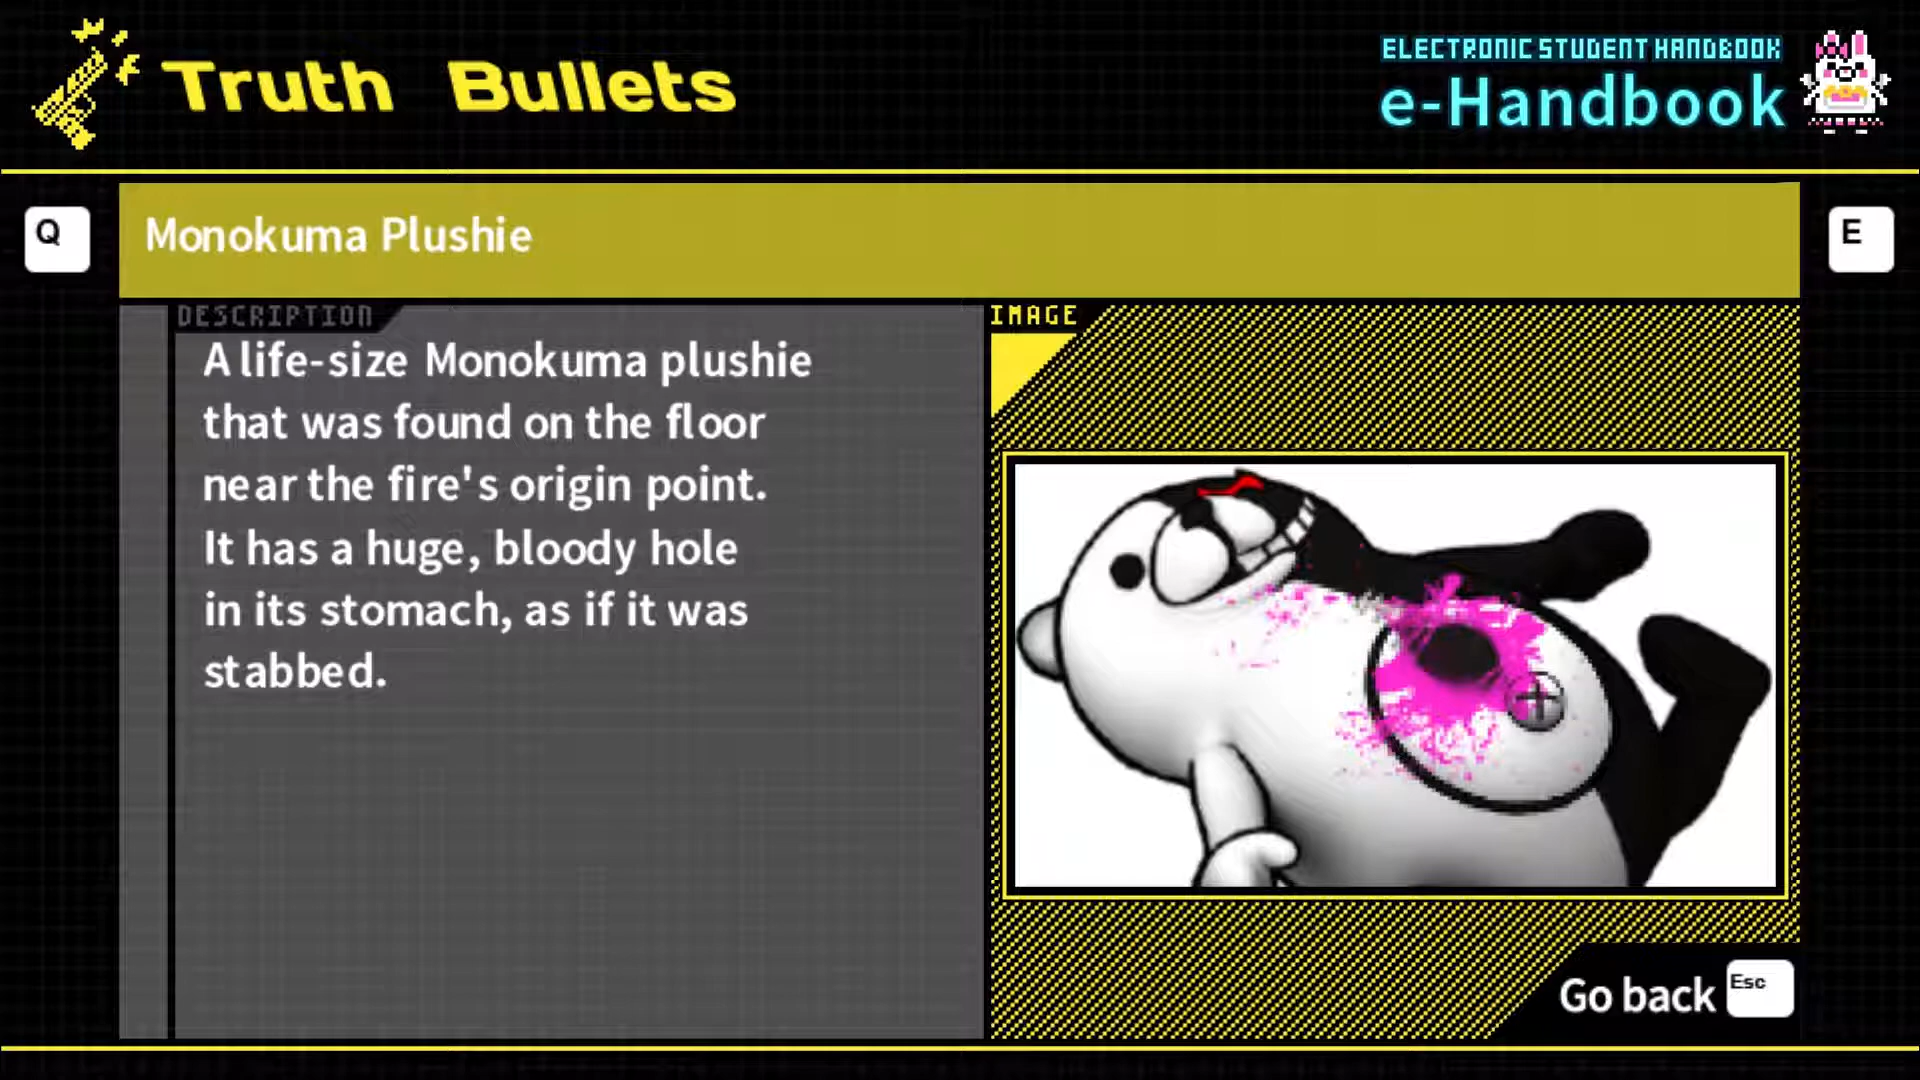 Truth Bullets
ELECTRONIC STUDENT HANDBOOK
e-Handbook
Q
Monokuma Plushie
E
DESCRIPTION
A life-size Monokuma plushie
that was found on the floor
near the fire's origin point.
It has a huge, bloody hole
in its stomach, as if it was
stabbed.
IMAGE
Go back Esc